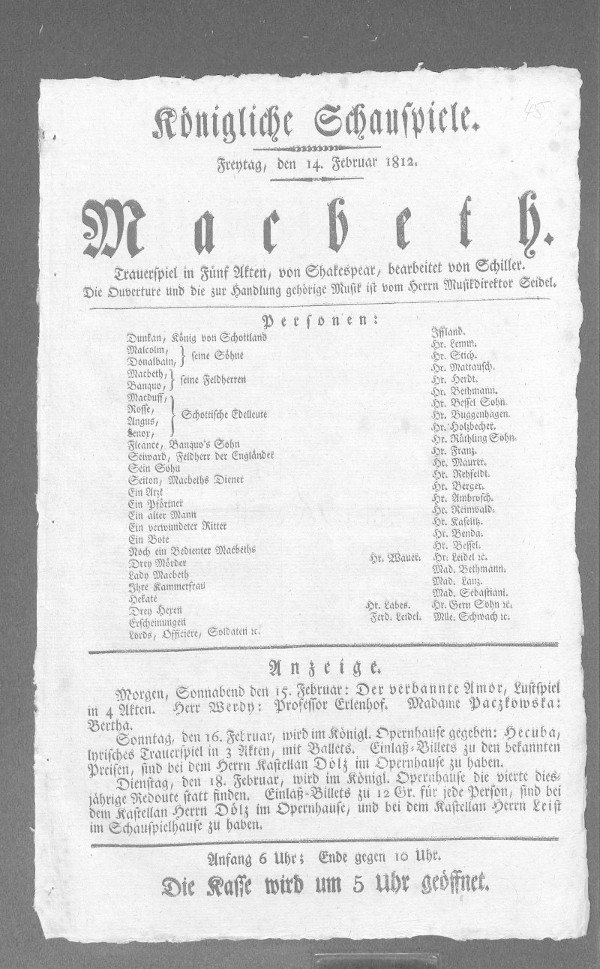 45
Königliche Schauspiele.
Freytag, den 14. Februar 1812.
Macbeth.
Trauerspiel in Fünf Akten, von Shakespear, bearbeitet von Schiller.
Die Ouverture und die zur Handlung gehörige Musik ist vom Herrn Musikdirektor Seidel.
Personen:
Dunkan, König von Schottland Iffland.
Malcolm, Hr. Lemm.
Donalbain, } seine Söhne Hr. Stich.
Macbeth, Hr. Mattausch.
Banquo, } seine Feldherren Hr. Herdt.
Macduff, Hr. Bethmann.
Rosse, Hr. Bessel Sohn.
Angus, } Schottische Edelleute Hr. Buggenhagen.
Lenox, Hr. Holzbecher.
Fleance, Banquo's Sohn Hr. Rüthling Sohn.
Seiward, Feldherr der Engländer Hr. Franz.
Sein Sohn Hr. Maurer.
Seiton, Macbeths Diener Hr. Rehfeldt.
Ein Arzt Hr. Berger.
Ein Pförtner Hr. Ambrosch.
Ein alter Mann Hr. Reinwald.
Ein verwundeter Ritter Hr. Kaselitz.
Ein Bote Hr. Benda.
Noch ein Bedienter Macbeths Hr. Bessel.
Drey Mörder Hr. Wauer. Hr. Leidel ꝛc.
Lady Macbeth Mad. Bethmann.
Ihre Kammerfrau Mad. Lanz.
Hekate Mad. Sebastiani.
Drey Hexen Hr. Labes. Hr. Gern Sohn ꝛc.
Erscheinungen Ferd. Leidel. Mlle. Schwach ꝛc.
Lords, Officiere, Soldaten ꝛc.
Anzeige.
Morgen, Sonnabend den 15. Februar: Der verbannte Amor, Lustspiel
in 4 Akten. Herr Werdy: Professor Erlenhof. Madame Paczkowska:
Bertha.
Sonntag, den 16. Februar, wird im Königl. Opernhause gegeben: Hecuba,
lyrisches Trauerspiel in 3 Akten, mit Ballets. Einlaß-Billets zu den bekannten
Preisen, sind bei dem Herrn Kastellan Dölz im Opernhause zu haben.
Dienstag, den 18. Februar, wird im Königl. Opernhause die vierte dies-
jährige Redoute statt finden. Einlaß-Billets zu 12 Gr. für jede Person, sind bei
dem Kastellan Herrn Dölz im Opernhause, und bei dem Kastellan Herrn Leist
im Schauspielhause zu haben.
Anfang 6 Uhr; Ende gegen 10 Uhr.
Die Kasse wird um 5 Uhr geöffnet.